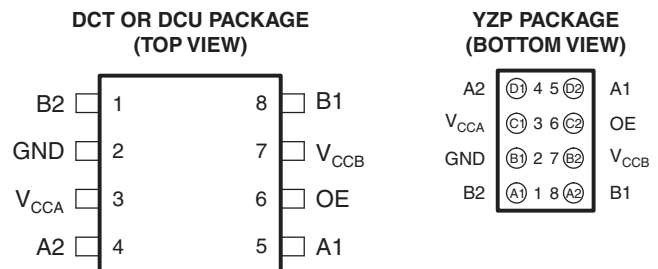 DCT OR DCU PACKAGE
(TOP VIEW)
B2 1 8 B1
GND 2 7 VCCB
VCCA 3 6 OE
A2 4 5 A1
YZP PACKAGE
(BOTTOM VIEW)
A2 D1 4 5 D2 A1
VCCA C1 3 6 C2 OE
GND B1 2 7 B2 VCCB
B2 A1 1 8 A2 B1